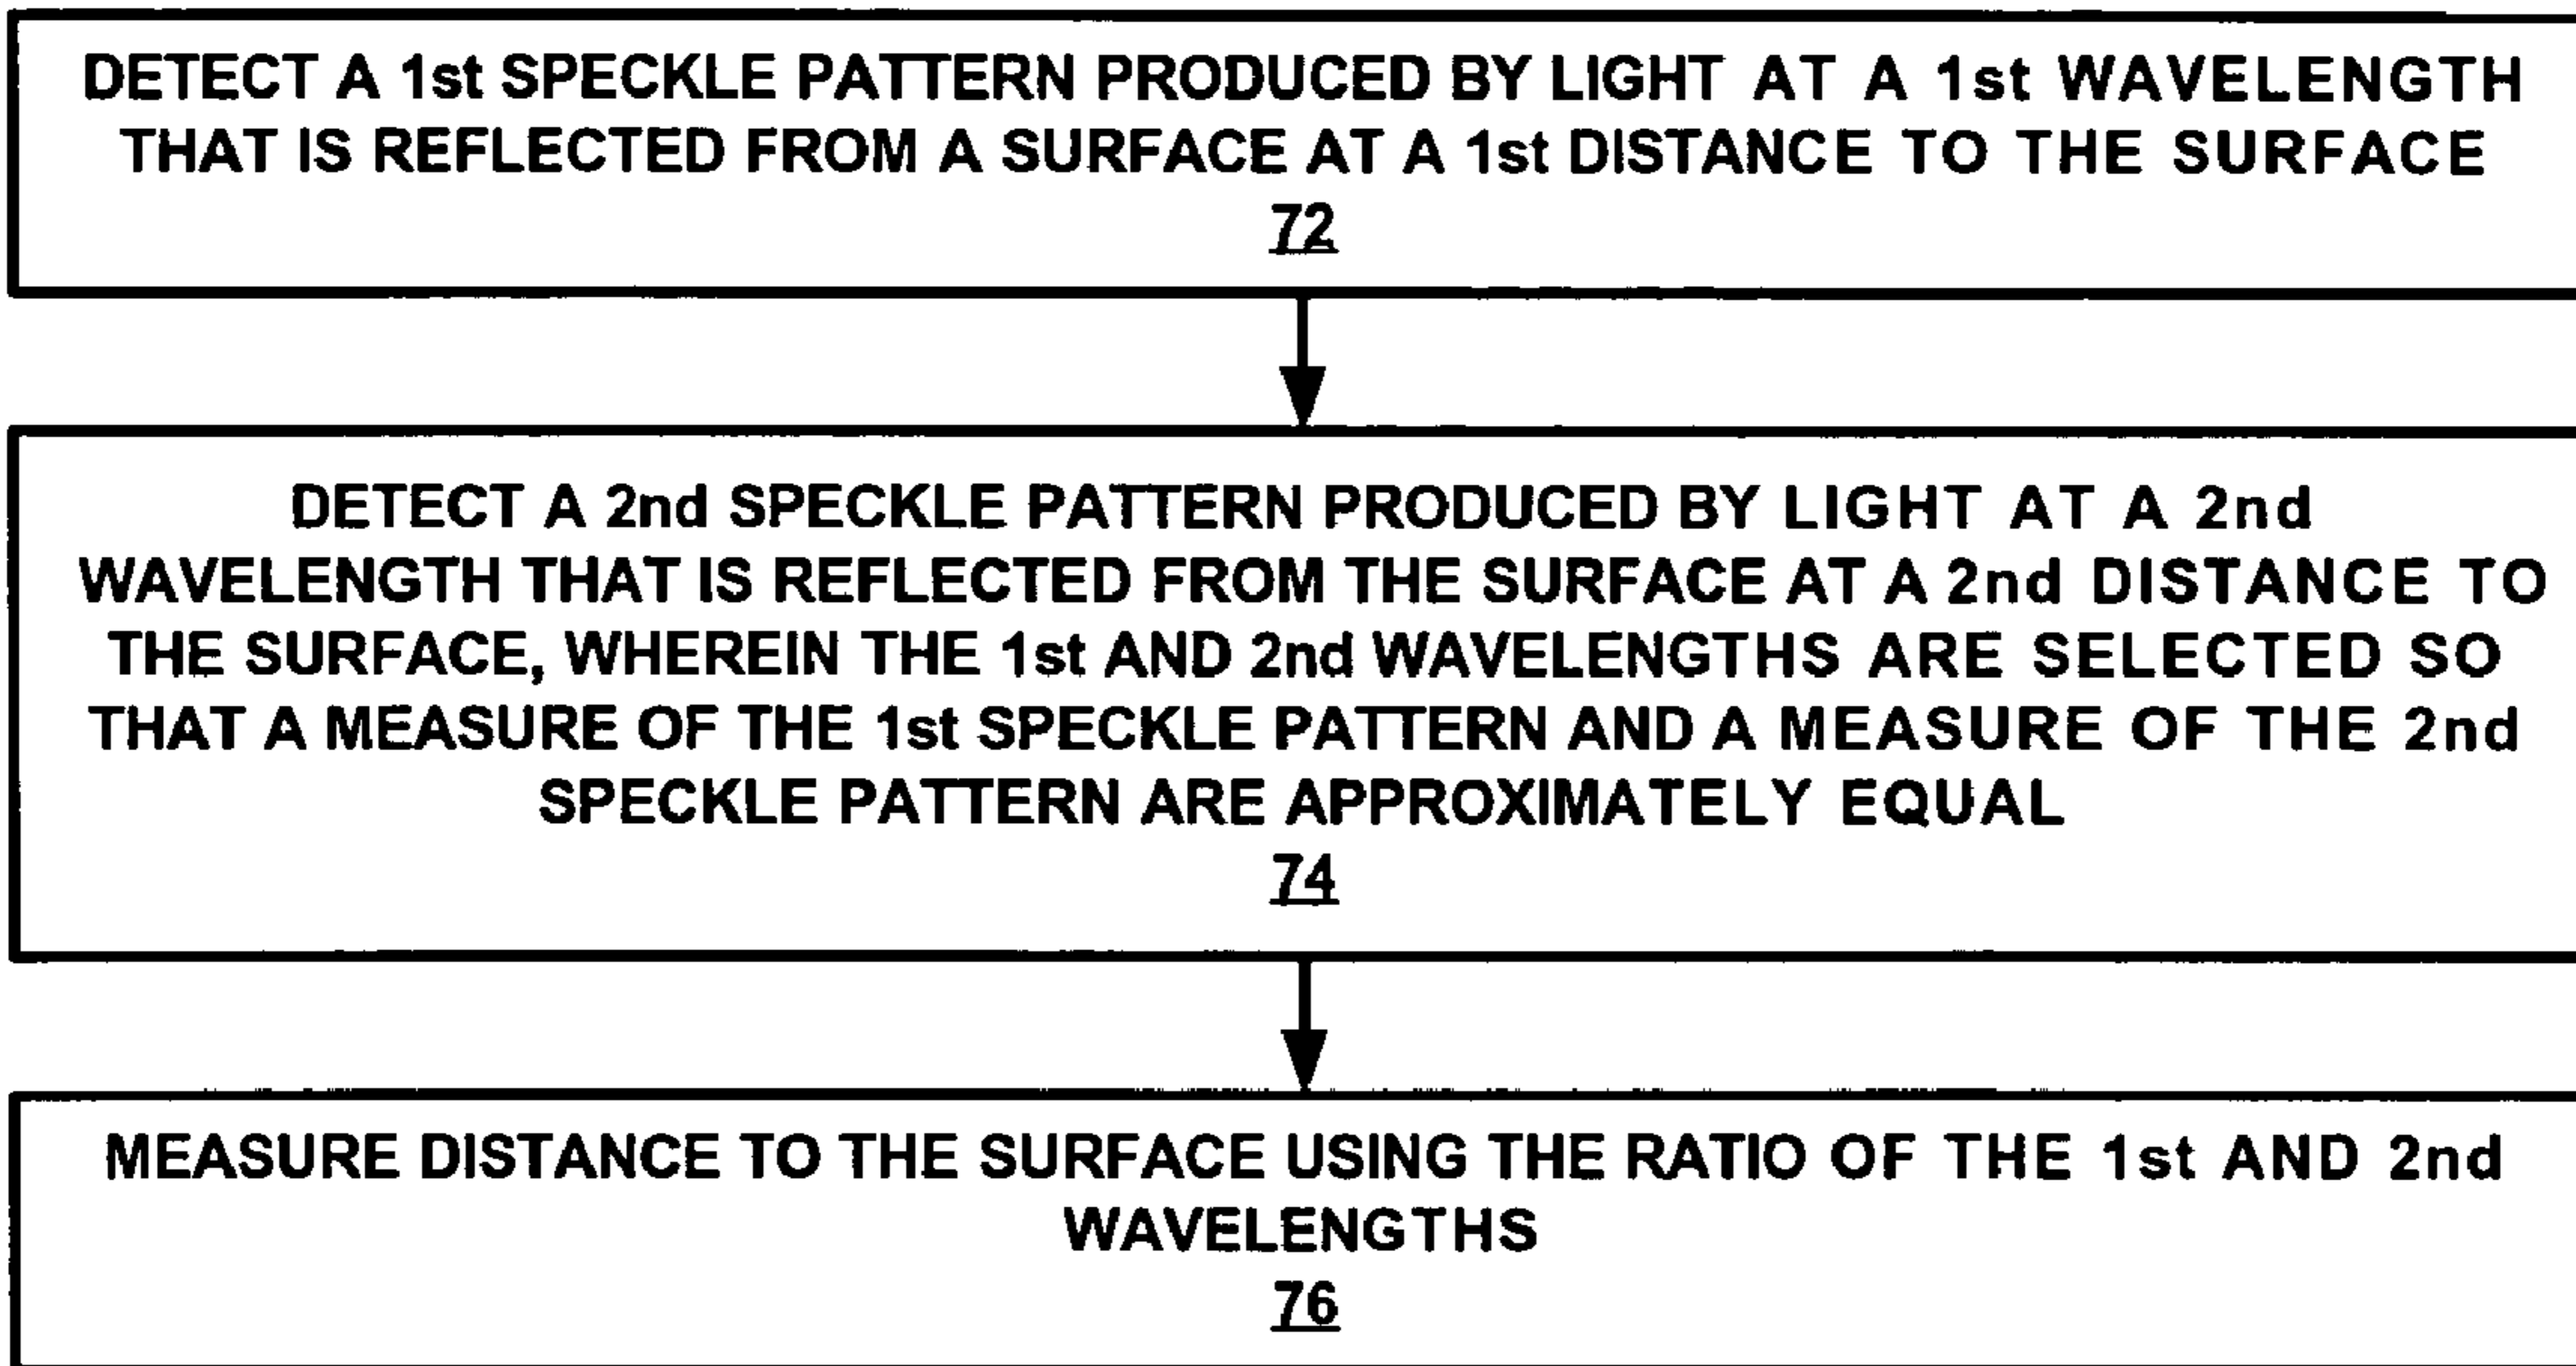 DETECT A 1st SPECKLE PATTERN PRODUCED BY LIGHT AT A 1st WAVELENGTH
THAT IS REFLECTED FROM A SURFACE AT A 1st DISTANCE TO THE SURFACE
72
DETECT A 2nd SPECKLE PATTERN PRODUCED BY LIGHT AT A 2nd
WAVELENGTH THAT IS REFLECTED FROM THE SURFACE AT A 2nd DISTANCE TO
THE SURFACE, WHEREIN THE 1st AND 2nd WAVELENGTHS ARE SELECTED SO
THAT A MEASURE OF THE 1st SPECKLE PATTERN AND A MEASURE OF THE 2nd
SPECKLE PATTERN ARE APPROXIMATELY EQUAL
74
MEASURE DISTANCE TO THE SURFACE USING THE RATIO OF THE 1st AND 2nd
WAVELENGTHS
76